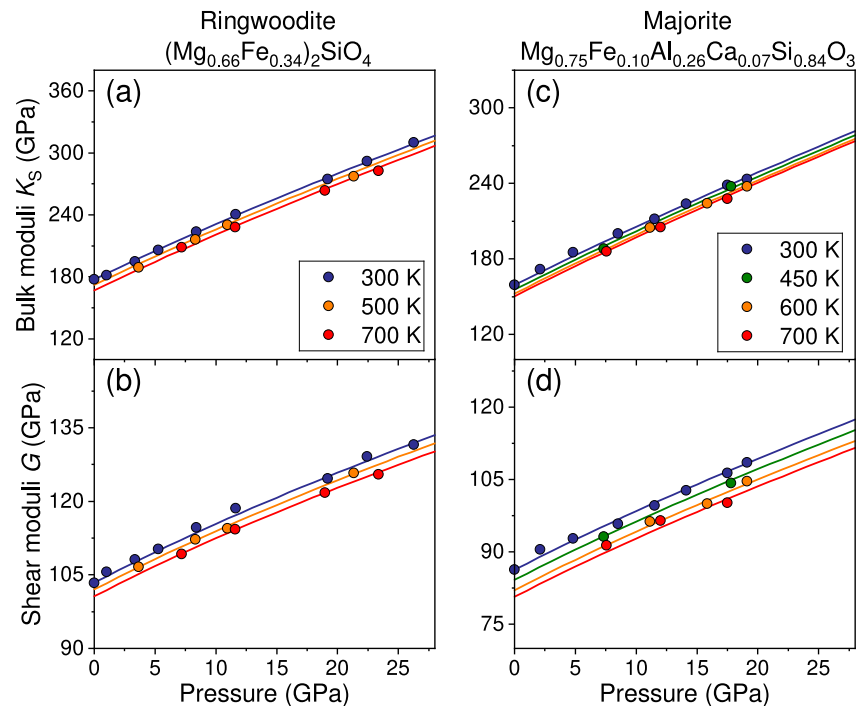 Ringwoodite
(Mg0.66Fe0.34)2SiO4
Majorite
Mg0.75Fe0.10Al0.26Ca0.07Si0.84O3
(a)
Bulk moduli KS (GPa)
360
300
240
180
120
300 K
500 K
700 K
(c)
300
240
180
120
300 K
450 K
600 K
700 K
(b)
Shear moduli G (GPa)
135
120
105
90
0 5 10 15 20 25
Pressure (GPa)
(d)
120
105
90
75
0 5 10 15 20 25
Pressure (GPa)